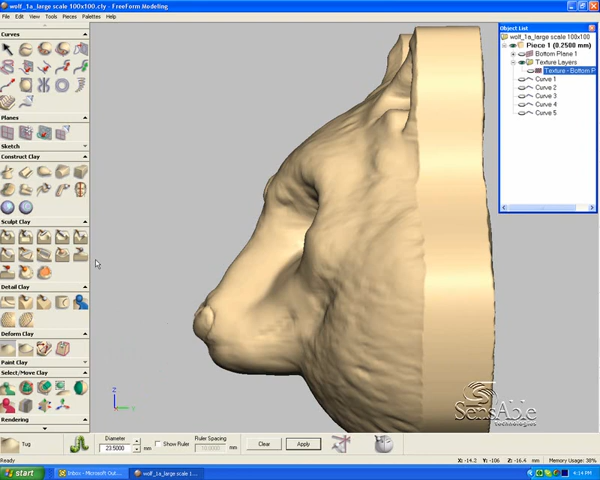 wolf_1a_large scale 100x100.cly - FreeForm Modeling
File Edit View Tools Pieces Palettes Help
Curves
Planes
Sketch
Construct Clay
Sculpt Clay
Detail Clay
Deform Clay
Paint Clay
Select/Move Clay
Rendering
Object List
wolf_1a_large scale 100x100
Piece 1 (0.2500 mm)
Bottom Plane 1
Texture Layers
Texture - Bottom P
Curve 1
Curve 2
Curve 3
Curve 4
Curve 5
Z
Y
SensAble
technologies
Tug
Diameter
23.5000 mm
Show Ruler
Ruler Spacing
10.0000 mm
Clear
Apply
Ready
X: -14.2 Y: -106 Z: -16.4 mm Memory Usage: 38%
start
Inbox - Microsoft Out...
wolf_1a_large scale 1...
4:14 PM